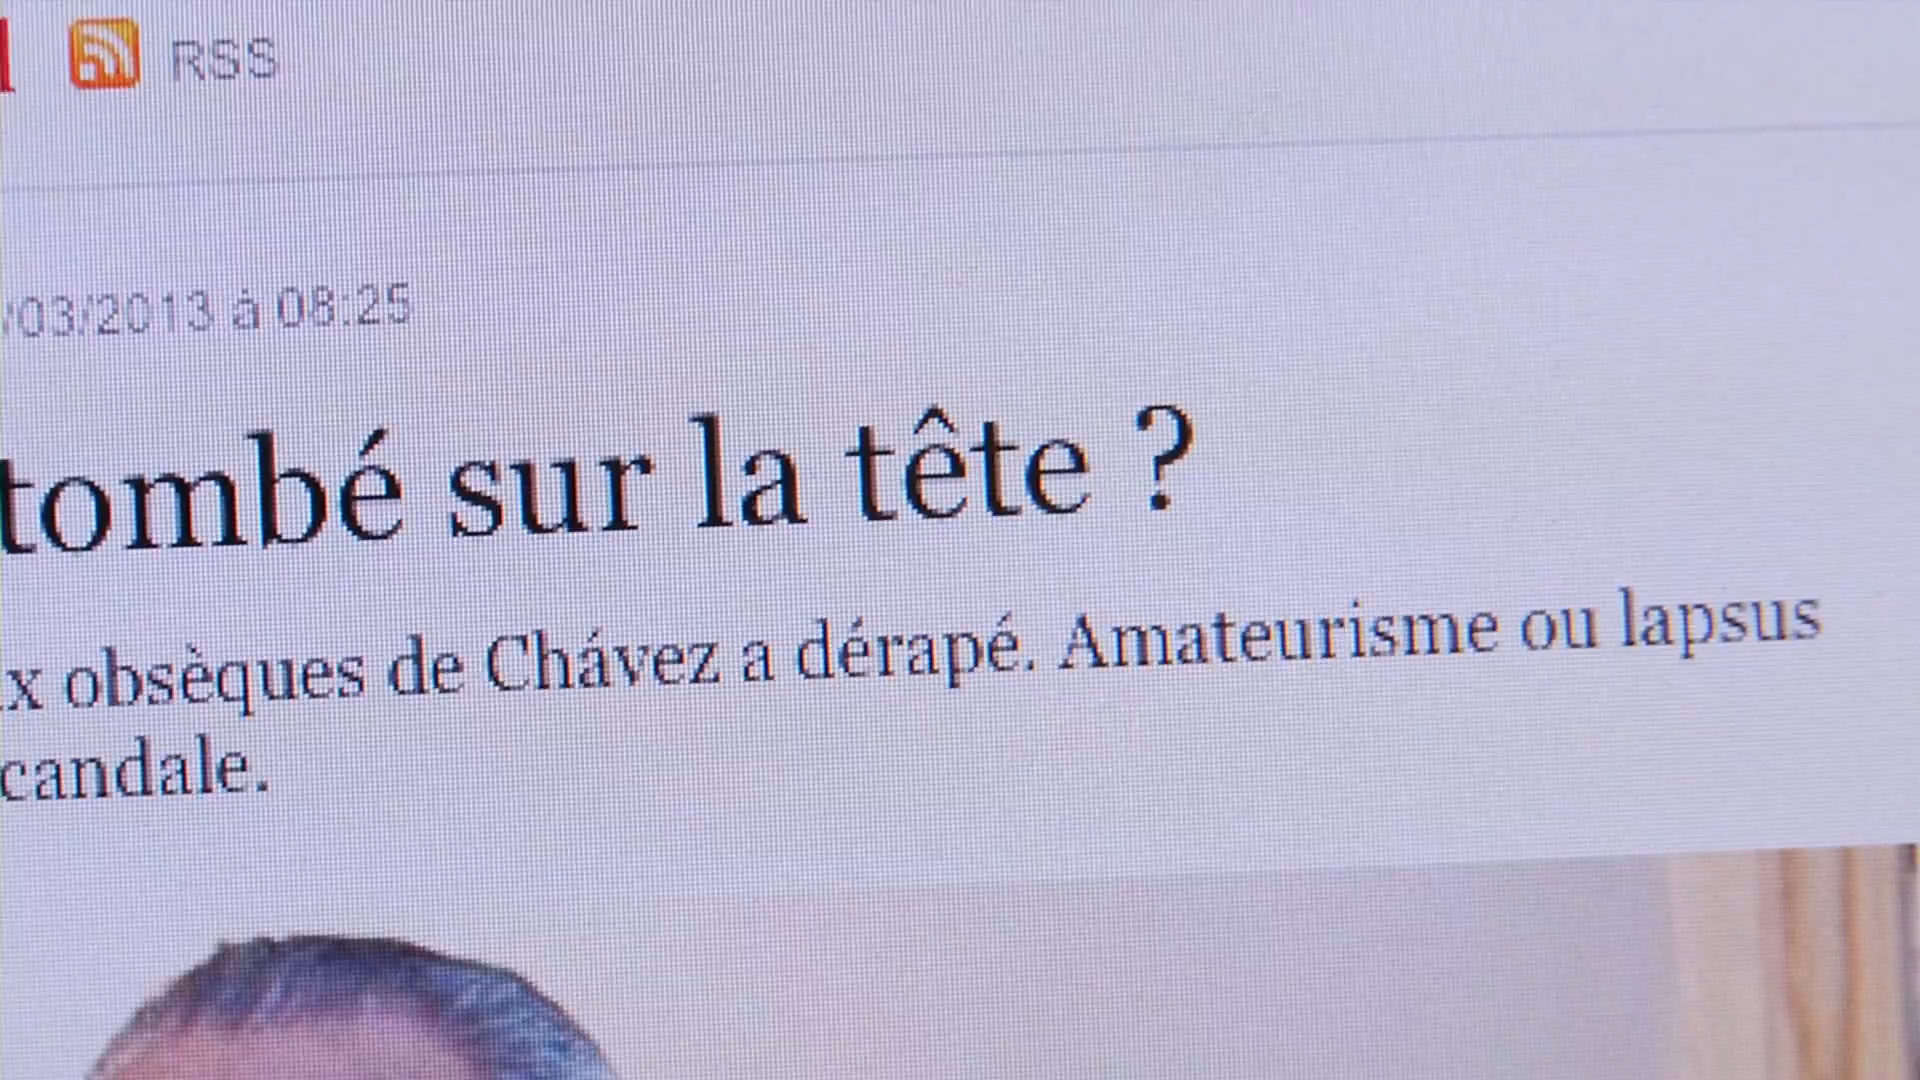 RSS
/03/2013 à 08:25
tombé sur la tête ?
x obsèques de Chávez a dérapé. Amateurisme ou lapsus
candale.